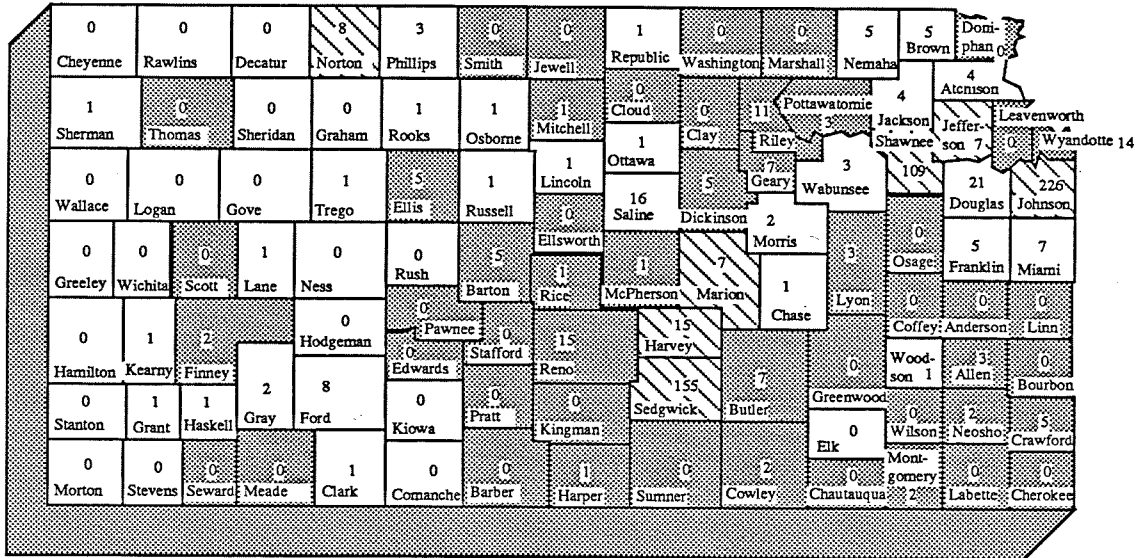 0 Cheyenne
0 Rawlins
0 Decatur
8 Norton
3 Phillips
0 Smith
0 Jewell
1 Republic
0 Washington
0 Marshall
5 Nemaha
5 Brown
Doni-
phan 0
1 Sherman
0 Thomas
0 Sheridan
0 Graham
1 Rooks
1 Osborne
1 Mitchell
0 Cloud
0 Clay
11 Riley
Pottawatomie 3
4 Jackson
4 Atchison
Jeffer-
son 7
Leavenworth
0
Wyandotte 14
0 Wallace
0 Logan
0 Gove
1 Trego
5 Ellis
1 Russell
1 Lincoln
1 Ottawa
16 Saline
5 Dickinson
7 Geary
3 Wabunsee
Shawnee
109
21 Douglas
226 Johnson
0 Greeley
0 Wichita
0 Scott
1 Lane
0 Ness
0 Rush
5 Barton
0 Ellsworth
1 Rice
1 McPherson
7 Marion
2 Morris
1 Chase
3 Lyon
0 Osage
5 Franklin
7 Miami
0 Hamilton
1 Kearny
2 Finney
0 Hodgeman
0 Pawnee
0 Edwards
0 Stafford
15 Reno
15 Harvey
155 Sedgwick
7 Butler
0 Greenwood
0 Coffey
0 Anderson
0 Linn
Wood-
son 1
3 Allen
0 Bourbon
0 Stanton
1 Grant
1 Haskell
2 Gray
8 Ford
0 Kiowa
0 Pratt
0 Kingman
0 Elk
0 Wilson
2 Neosho
5 Crawford
0 Morton
0 Stevens
0 Seward
0 Meade
1 Clark
0 Comanche
0 Barber
1 Harper
0 Sumner
2 Cowley
0 Chautauqua
Mont-
gomery
2
0 Labette
0 Cherokee